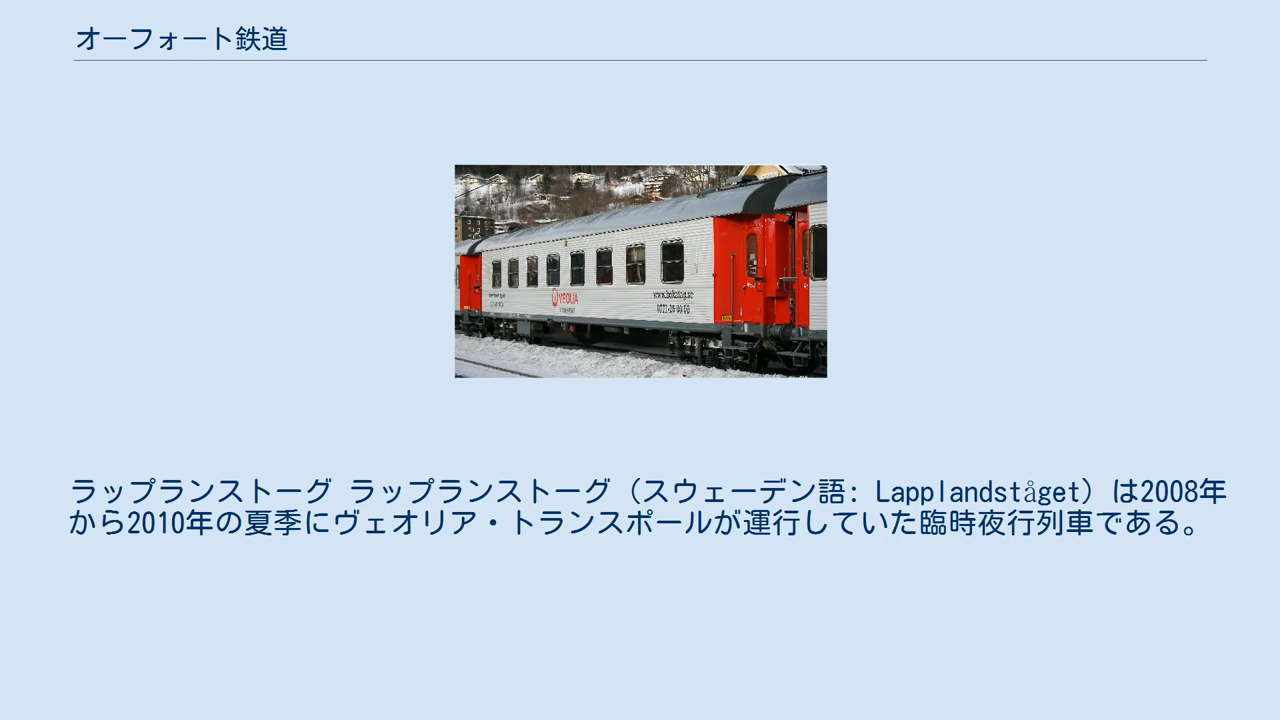 オーフォート鉄道
VEOLIA
ラップランストーグ ラップランストーグ（スウェーデン語: Lapplandståget）は2008年
から2010年の夏季にヴェオリア・トランスポールが運行していた臨時夜行列車である。